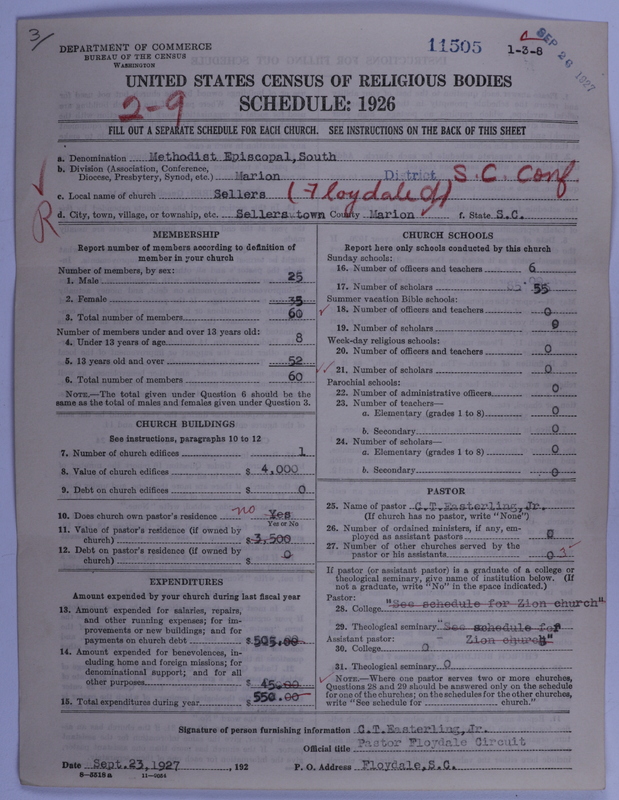 3/
DEPARTMENT OF COMMERCE
BUREAU OF THE CENSUS
WASHINGTON
11505
1-3-8
SEP 26 1927
UNITED STATES CENSUS OF RELIGIOUS BODIES
2-9
SCHEDULE: 1926
FILL OUT A SEPARATE SCHEDULE FOR EACH CHURCH. SEE INSTRUCTIONS ON THE BACK OF THIS SHEET
a. Denomination Methodist Episcopal, South
b. Division (Association, Conference,
Diocese, Presbytery, Synod, etc.) Marion District S. C. Conf
c. Local name of church Sellers (Floydale Of)
R
d. City, town, village, or township, etc. Sellers town County Marion f. State S.C.
MEMBERSHIP
Report number of members according to definition of
member in your church
Number of members, by sex:
1. Male 25
2. Female 35
3. Total number of members 60
Number of members under and over 13 years old:
4. Under 13 years of age 8
5. 13 years old and over 52
6. Total number of members 60
NOTE.—The total given under Question 6 should be the
same as the total of males and females given under Question 3.
CHURCH BUILDINGS
See instructions, paragraphs 10 to 12
7. Number of church edifices 1
8. Value of church edifices $ 4,000
9. Debt on church edifices $ 0
10. Does church own pastor's residence no Yes
Yes or No
11. Value of pastor's residence (if owned by
church) $ 3,500
12. Debt on pastor's residence (if owned by
church) $ 0
EXPENDITURES
Amount expended by your church during last fiscal year
13. Amount expended for salaries, repairs,
and other running expenses; for im-
provements or new buildings; and for
payments on church debt $ 505.00
14. Amount expended for benevolences, in-
cluding home and foreign missions; for
denominational support; and for all
other purposes $ 45.00
15. Total expenditures during year $ 550.00
CHURCH SCHOOLS
Report here only schools conducted by this church
Sunday schools:
16. Number of officers and teachers 6
17. Number of scholars 55
Summer vacation Bible schools:
18. Number of officers and teachers 0
19. Number of scholars 0
Week-day religious schools:
20. Number of officers and teachers 0
21. Number of scholars 0
Parochial schools:
22. Number of administrative officers 0
23. Number of teachers—
a. Elementary (grades 1 to 8) 0
b. Secondary 0
24. Number of scholars—
a. Elementary (grades 1 to 8) 0
b. Secondary 0
PASTOR
25. Name of pastor C.T.Easterling,Jr.
(If church has no pastor, write "None")
26. Number of ordained ministers, if any, em-
ployed as assistant pastors 0
27. Number of other churches served by the
pastor or his assistants 0 3
If pastor (or assistant pastor) is a graduate of a college or
theological seminary, give name of institution below. (If
not a graduate, write "No" in the space indicated.)
Pastor:
28. College "See schedule for Zion church"
29. Theological seminary "See schedule for
Assistant pastor: Zion church"
30. College 0
31. Theological seminary 0
NOTE.—Where one pastor serves two or more churches,
Questions 28 and 29 should be answered only on the schedule
for one of the churches; on the schedules for the other churches,
write "See schedule for church."
Signature of person furnishing information C.T.Easterling,Jr.
Official title Pastor Floydale Circuit
Date Sept.23,1927, 192 P. O. Address Floydale,S.C.
8-5518a 11-9054